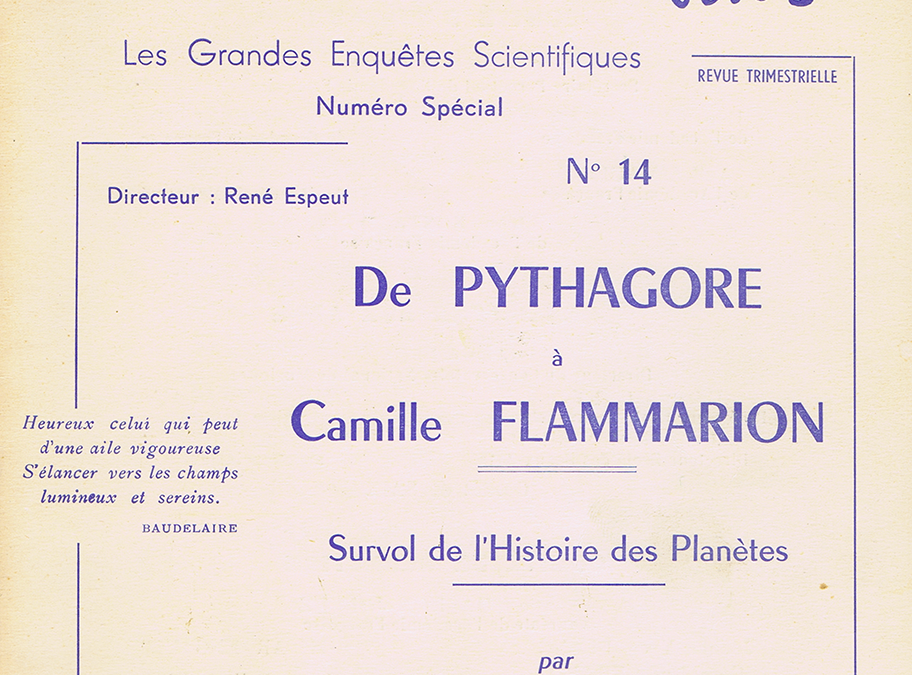 Les Grandes Enquêtes Scientifiques
REVUE TRIMESTRIELLE
Numéro Spécial
N° 14
Directeur : René Espeut
De PYTHAGORE
à
Camille FLAMMARION
Heureux celui qui peut
d'une aile vigoureuse
S'élancer vers les champs
lumineux et sereins.
BAUDELAIRE
Survol de l'Histoire des Planètes
par